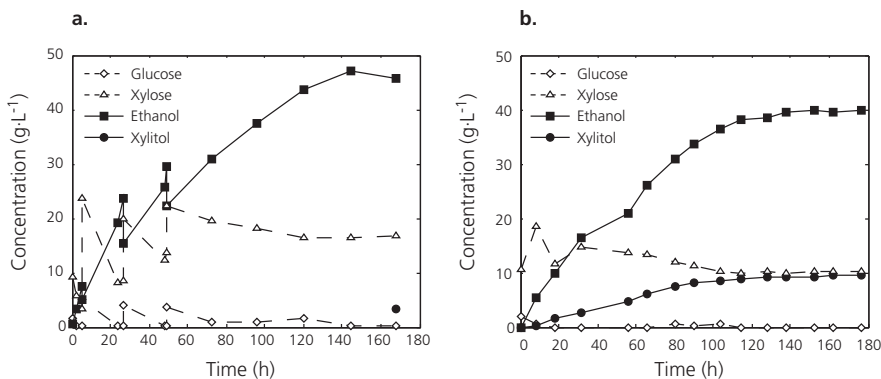 a.
50
40
30
20
10
0
Concentration (g·L⁻¹)
Glucose
Xylose
Ethanol
Xylitol
0 20 40 60 80 100 120 140 160 180
Time (h)
b.
50
40
30
20
10
0
Concentration (g·L⁻¹)
Glucose
Xylose
Ethanol
Xylitol
0 20 40 60 80 100 120 140 160 180
Time (h)